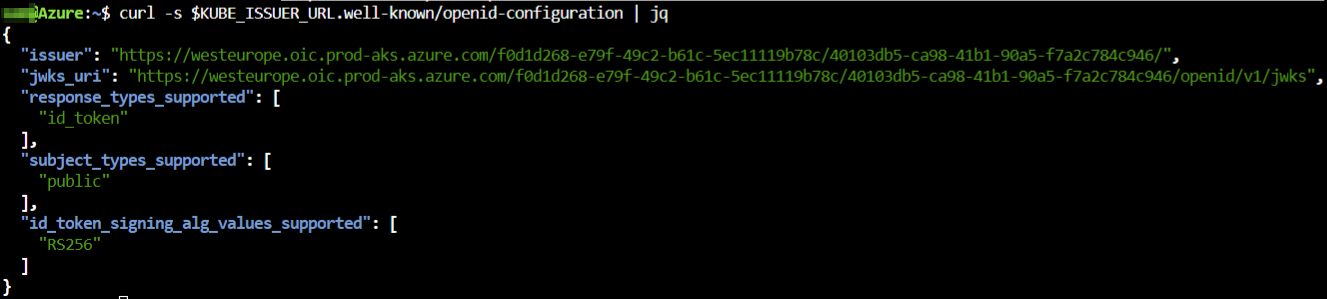 Azure:~$ curl -s $KUBE_ISSUER_URL.well-known/openid-configuration | jq
{
  "issuer": "https://westeurope.oic.prod-aks.azure.com/f0d1d268-e79f-49c2-b61c-5ec11119b78c/40103db5-ca98-41b1-90a5-f7a2c784c946/",
  "jwks_uri": "https://westeurope.oic.prod-aks.azure.com/f0d1d268-e79f-49c2-b61c-5ec11119b78c/40103db5-ca98-41b1-90a5-f7a2c784c946/openid/v1/jwks",
  "response_types_supported": [
    "id_token"
  ],
  "subject_types_supported": [
    "public"
  ],
  "id_token_signing_alg_values_supported": [
    "RS256"
  ]
}